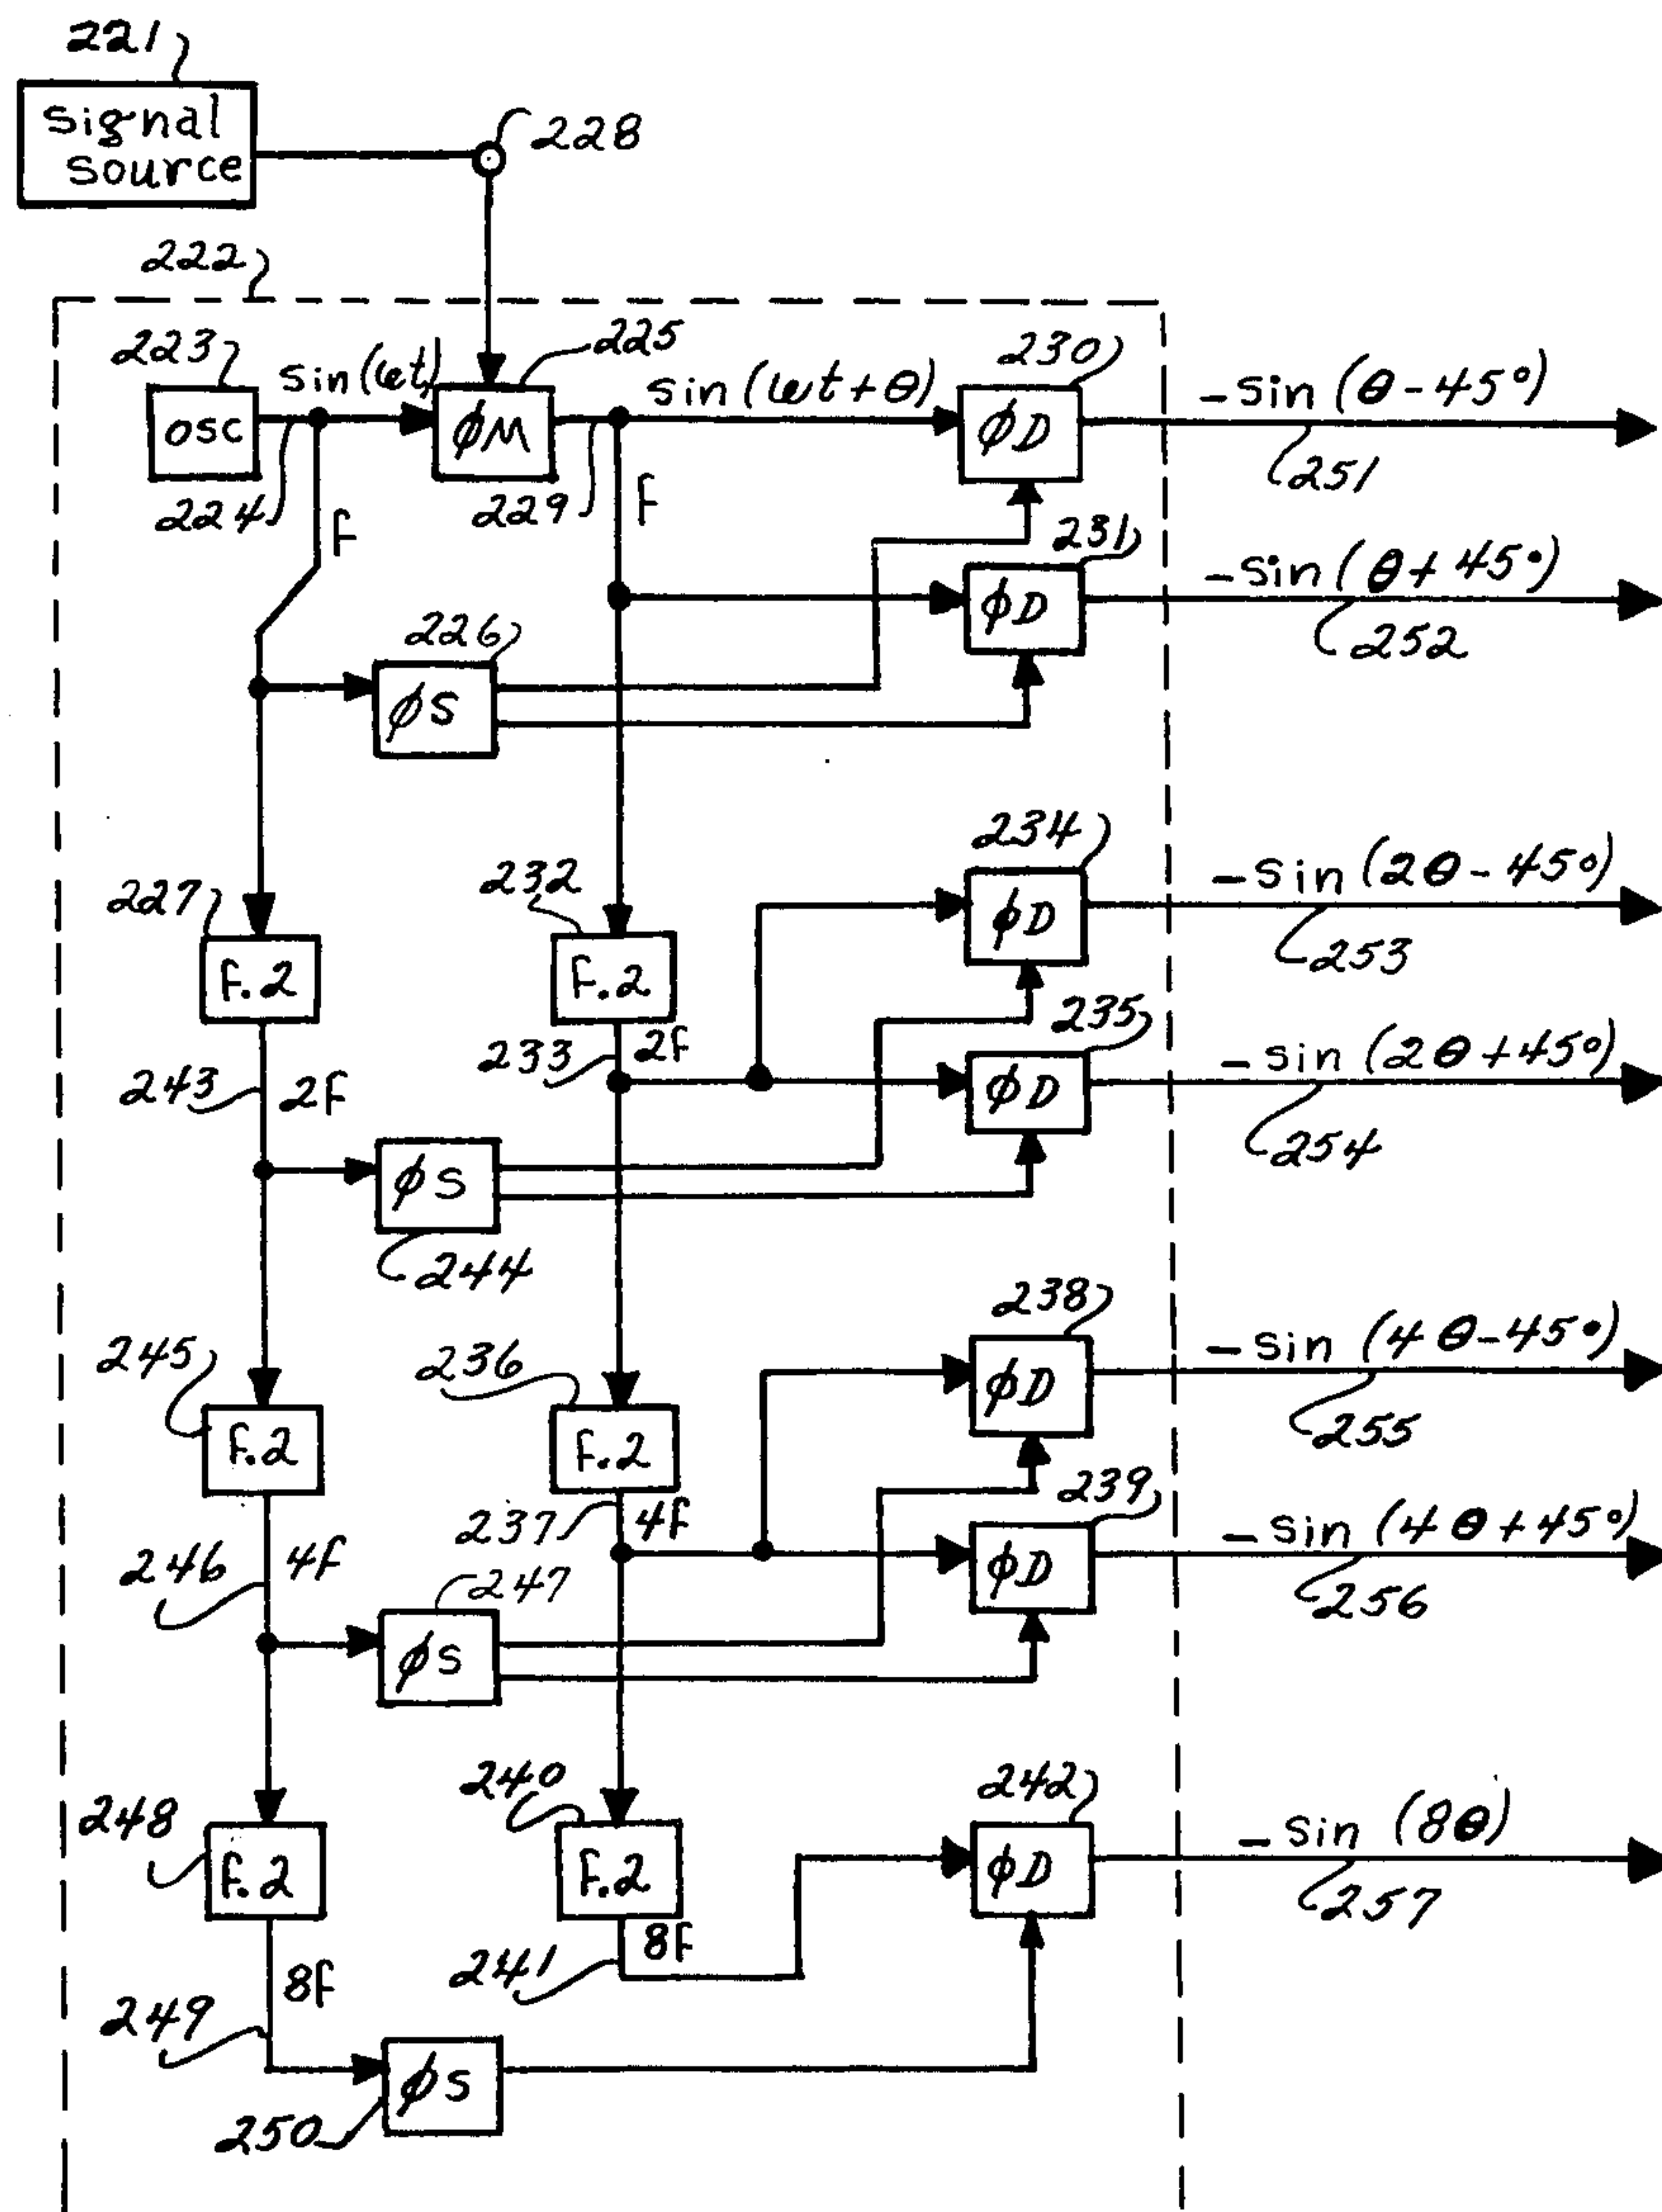 221
signal
source
228
222
223
sin(ωt)
225
sin(ωt+θ)
230
-sin(θ-45°)
osc
φM
φD
224
F
229
F
251
231
-sin(θ+45°)
φD
252
226
φS
234
-sin(2θ-45°)
227
232
φD
253
F.2
F.2
235
-sin(2θ+45°)
233
2F
243
2F
φD
254
φS
244
238
-sin(4θ-45°)
245
236
φD
255
F.2
F.2
239
-sin(4θ+45°)
237
4F
246
4F
247
φD
256
φS
240
242
248
-sin(8θ)
F.2
F.2
φD
257
241
8F
249
8F
φS
250